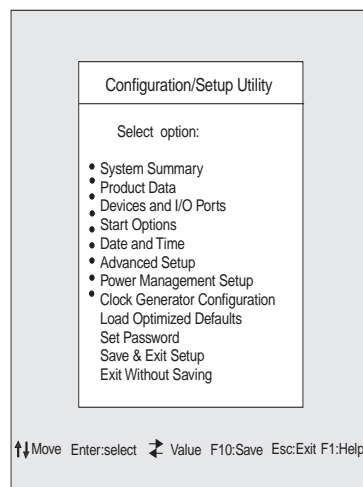 Configuration/Setup Utility
Select option:
• System Summary
• Product Data
• Devices and I/O Ports
• Start Options
• Date and Time
• Advanced Setup
• Power Management Setup
• Clock Generator Configuration
Load Optimized Defaults
Set Password
Save & Exit Setup
Exit Without Saving
↑↓Move Enter:select ⇄ Value F10:Save Esc:Exit F1:Help